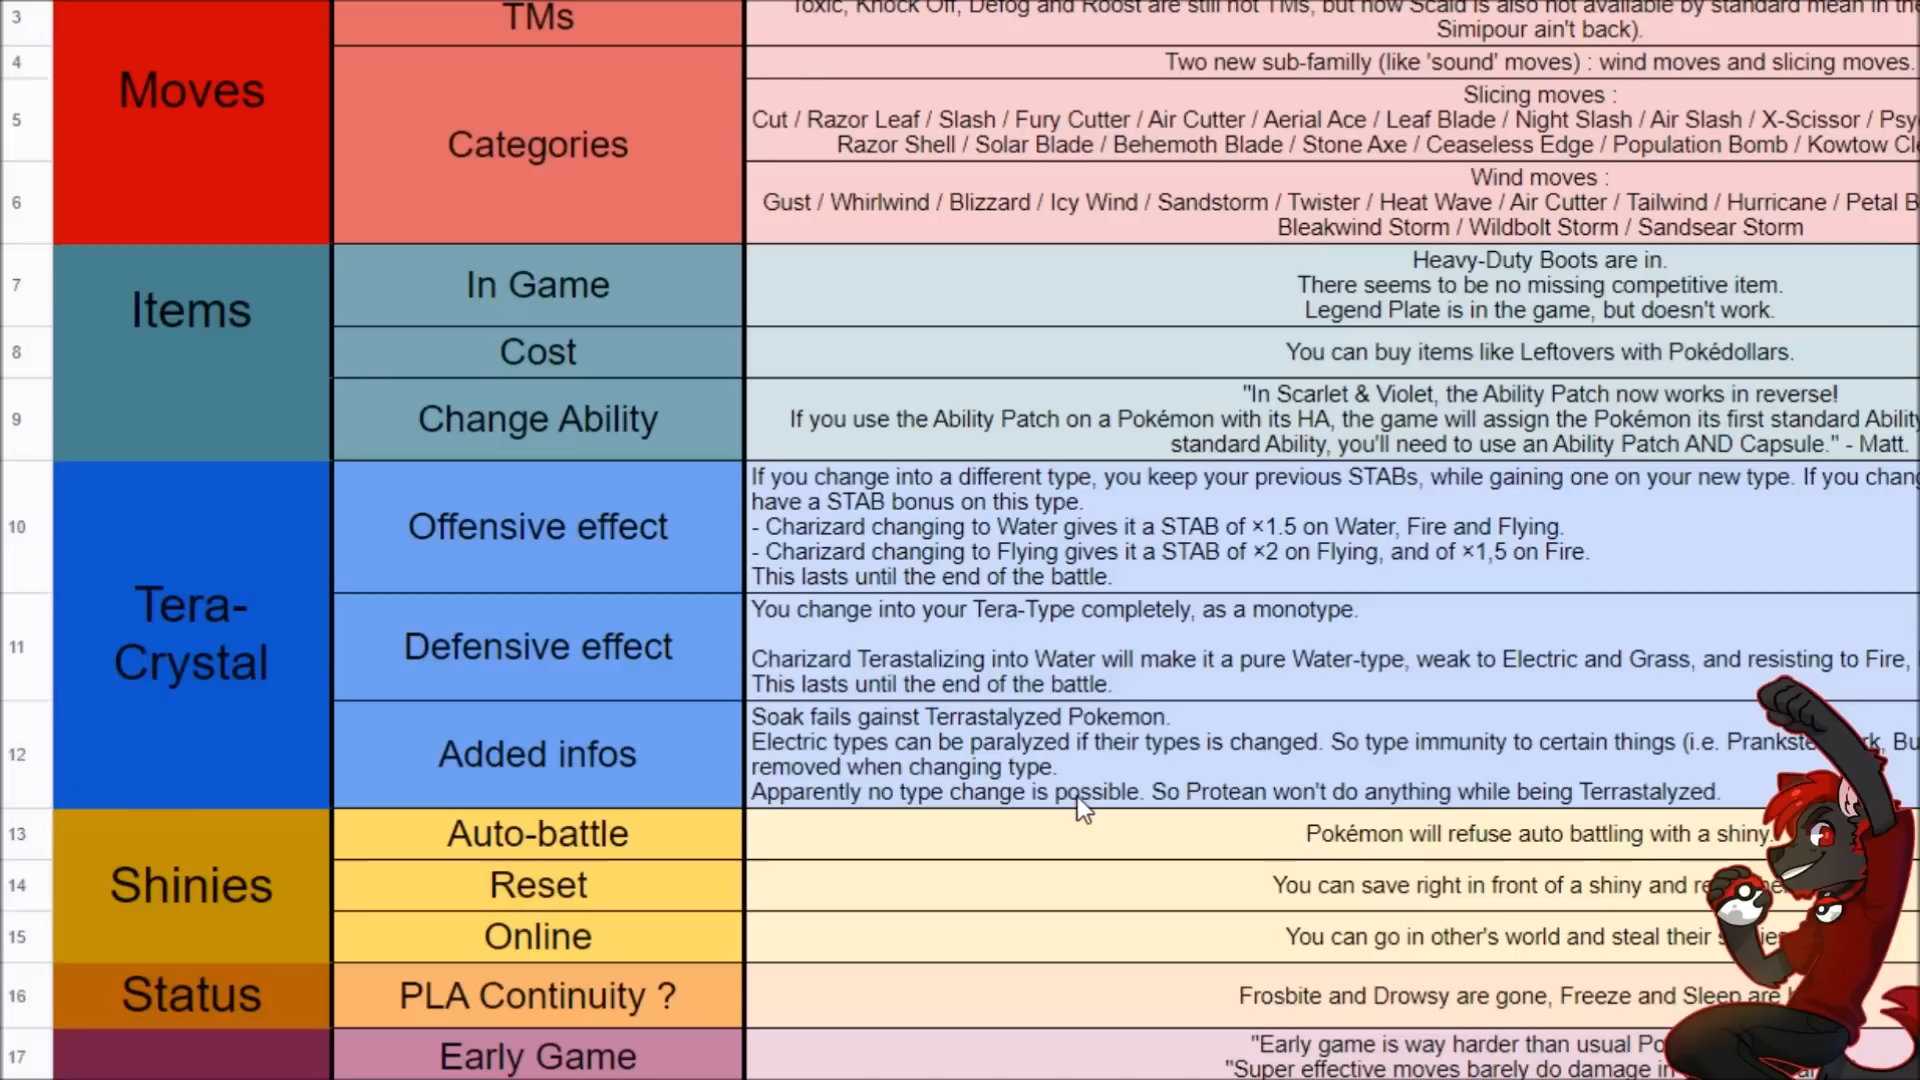 3
TMs
Toxic, Knock Off, Defog and Roost are still not TMs, but now Scald is also not available by standard mean in the
Simipour ain't back).
Moves
4
Two new sub-familly (like 'sound' moves) : wind moves and slicing moves.
Categories
5
Slicing moves :
Cut / Razor Leaf / Slash / Fury Cutter / Air Cutter / Aerial Ace / Leaf Blade / Night Slash / Air Slash / X-Scissor /
Razor Shell / Solar Blade / Behemoth Blade / Stone Axe / Ceaseless Edge / Population Bomb / Kowtow
6
Wind moves :
Gust / Whirlwind / Blizzard / Icy Wind / Sandstorm / Twister / Heat Wave / Air Cutter / Tailwind / Hurricane / Petal
Bleakwind Storm / Wildbolt Storm / Sandsear Storm
Items
7
In Game
Heavy-Duty Boots are in.
There seems to be no missing competitive item.
Legend Plate is in the game, but doesn't work.
8
Cost
You can buy items like Leftovers with Pokédollars.
9
Change Ability
"In Scarlet & Violet, the Ability Patch now works in reverse!
If you use the Ability Patch on a Pokémon with its HA, the game will assign the Pokémon its first standard Ability
standard Ability, you'll need to use an Ability Patch AND Capsule." - Matt.
Tera-
Crystal
10
Offensive effect
If you change into a different type, you keep your previous STABs, while gaining one on your new type. If you
have a STAB bonus on this type.
- Charizard changing to Water gives it a STAB of ×1.5 on Water, Fire and Flying.
- Charizard changing to Flying gives it a STAB of ×2 on Flying, and of ×1,5 on Fire.
This lasts until the end of the battle.
11
Defensive effect
You change into your Tera-Type completely, as a monotype.
Charizard Terastalizing into Water will make it a pure Water-type, weak to Electric and Grass, and resisting to Fire,
This lasts until the end of the battle.
12
Added infos
Soak fails gainst Terrastalyzed Pokemon.
Electric types can be paralyzed if their types is changed. So type immunity to certain things (i.e.
removed when changing type.
Apparently no type change is possible. So Protean won't do anything while being Terrastalyzed.
Shinies
13
Auto-battle
Pokémon will refuse auto battling with a shiny.
14
Reset
You can save right in front of a shiny and
15
Online
You can go in other's world and steal their
Status
16
PLA Continuity ?
Frosbite and Drowsy are gone, Freeze and Sleep are
17
Early Game
"Early game is way harder than usual
"Super effective moves barely do damage in